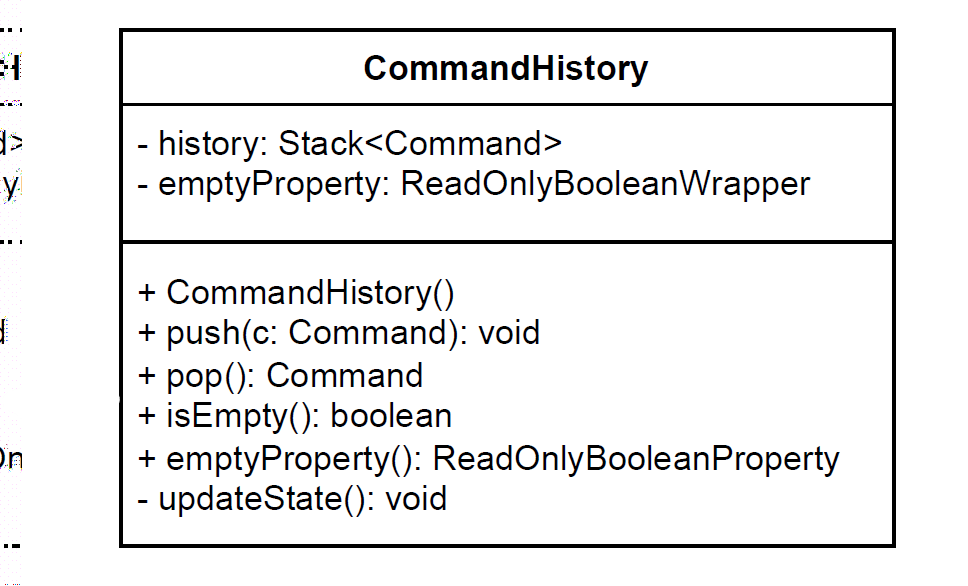 CommandHistory
- history: Stack<Command>
- emptyProperty: ReadOnlyBooleanWrapper
+ CommandHistory()
+ push(c: Command): void
+ pop(): Command
+ isEmpty(): boolean
+ emptyProperty(): ReadOnlyBooleanProperty
- updateState(): void